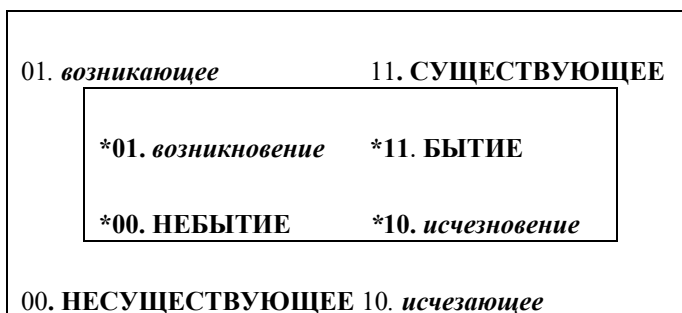 01. возникающее 11. СУЩЕСТВУЮЩЕЕ
*01. возникновение *11. БЫТИЕ
*00. НЕБЫТИЕ *10. исчезновение
00. НЕСУЩЕСТВУЮЩЕЕ 10. исчезающее